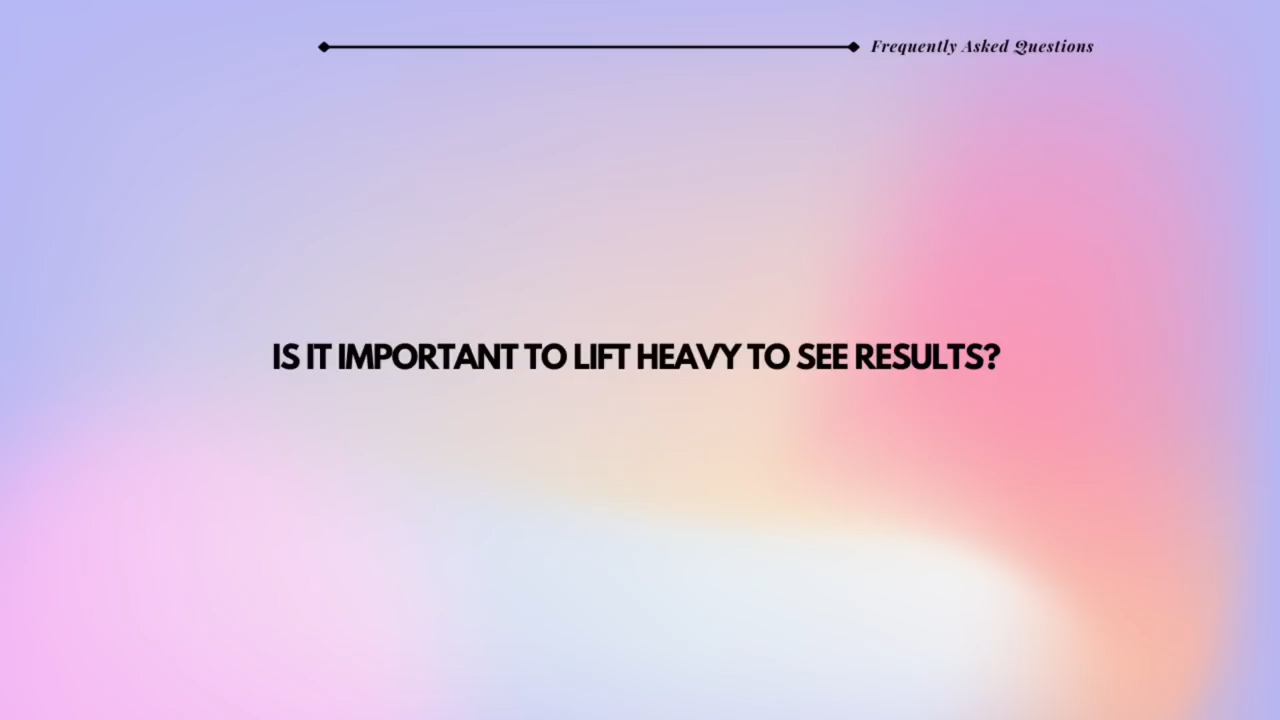 Frequently Asked Questions
IS IT IMPORTANT TO LIFT HEAVY TO SEE RESULTS?